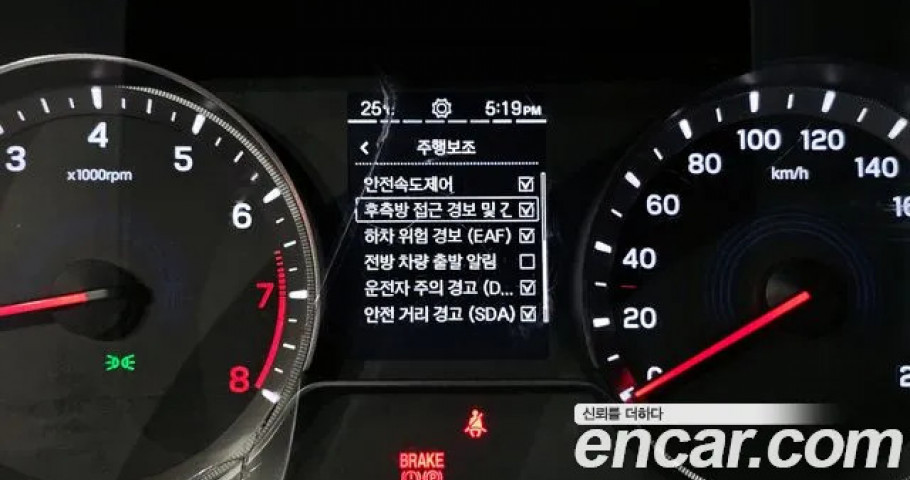 3
4
5
x1000rpm
6
7
8
25℃
5:19PM
주행보조
안전속도제어
후측방 접근 경보 및 긴
하차 위험 경보 (EAF)
전방 차량 출발 알림
운전자 주의 경고 (D...
안전 거리 경고 (SDA)
100
120
80
140
km/h
60
40
20
0
BRAKE
신뢰를 더하다
encar.com